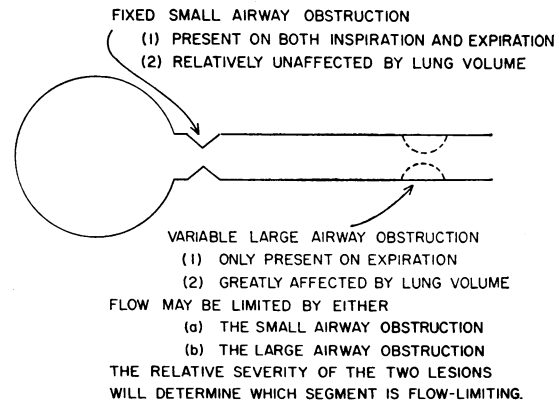 FIXED SMALL AIRWAY OBSTRUCTION
(1) PRESENT ON BOTH INSPIRATION AND EXPIRATION
(2) RELATIVELY UNAFFECTED BY LUNG VOLUME
VARIABLE LARGE AIRWAY OBSTRUCTION
(1) ONLY PRESENT ON EXPIRATION
(2) GREATLY AFFECTED BY LUNG VOLUME
FLOW MAY BE LIMITED BY EITHER
(a) THE SMALL AIRWAY OBSTRUCTION
(b) THE LARGE AIRWAY OBSTRUCTION
THE RELATIVE SEVERITY OF THE TWO LESIONS
WILL DETERMINE WHICH SEGMENT IS FLOW-LIMITING.